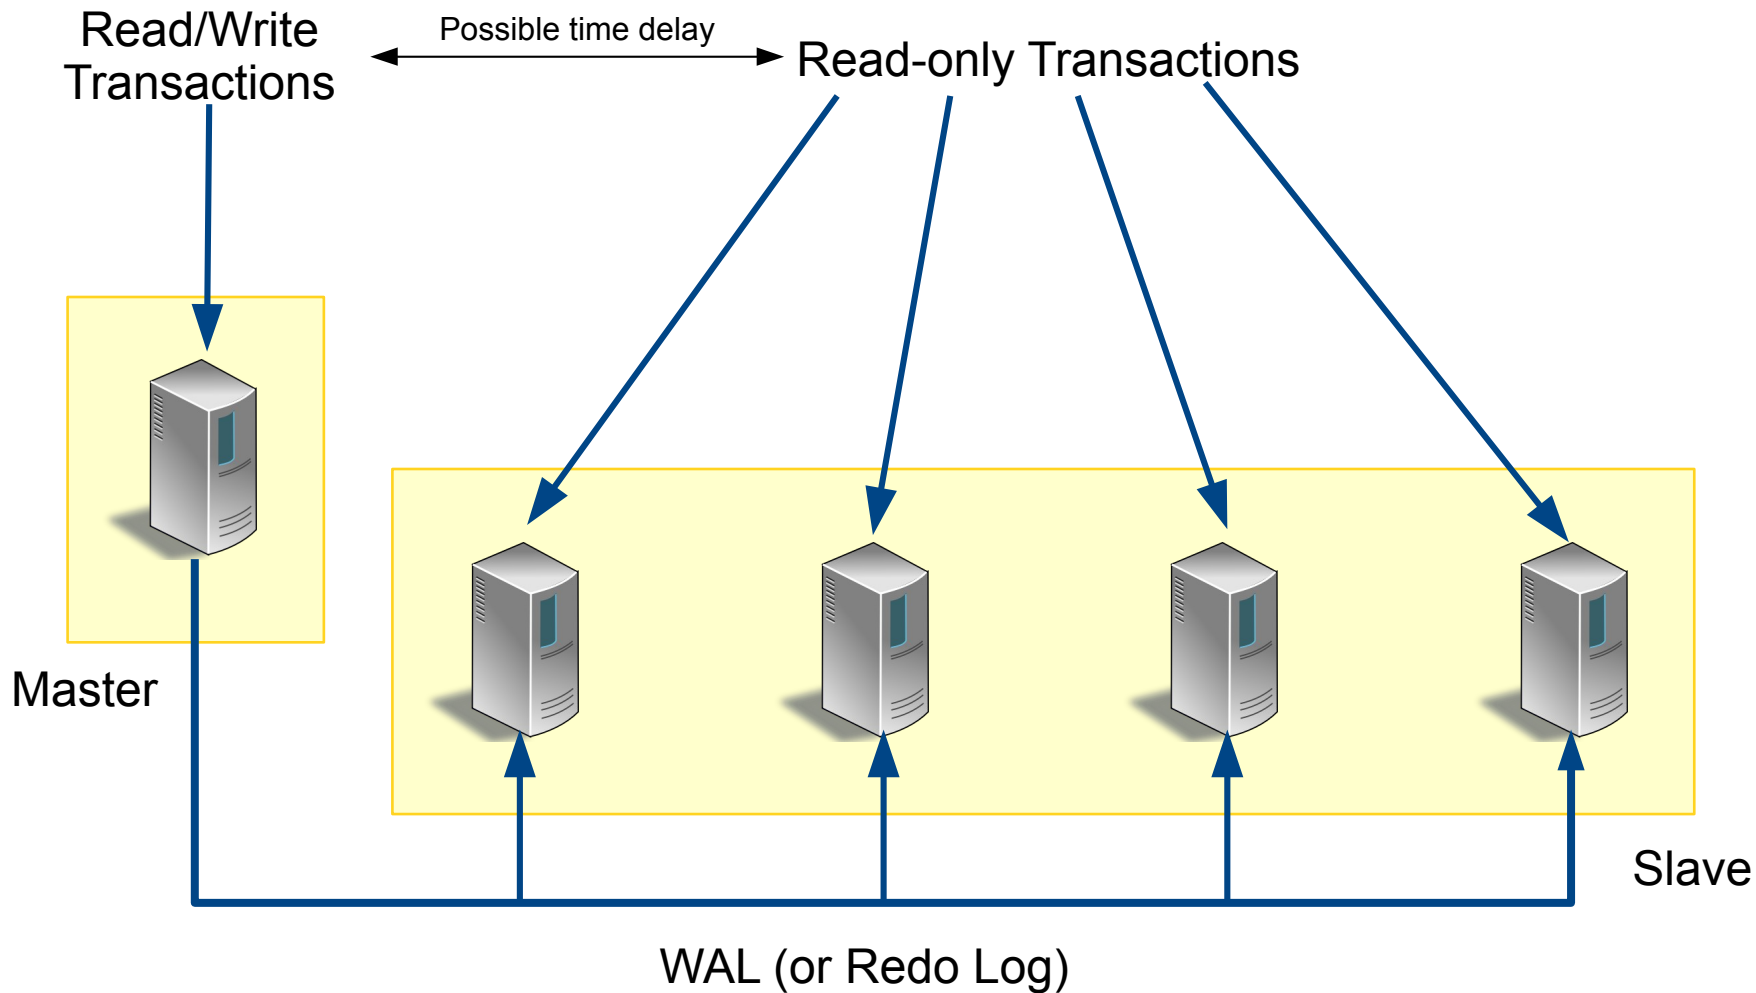 Read/Write
Transactions
Possible time delay
Read-only Transactions
Master
Slave
WAL (or Redo Log)